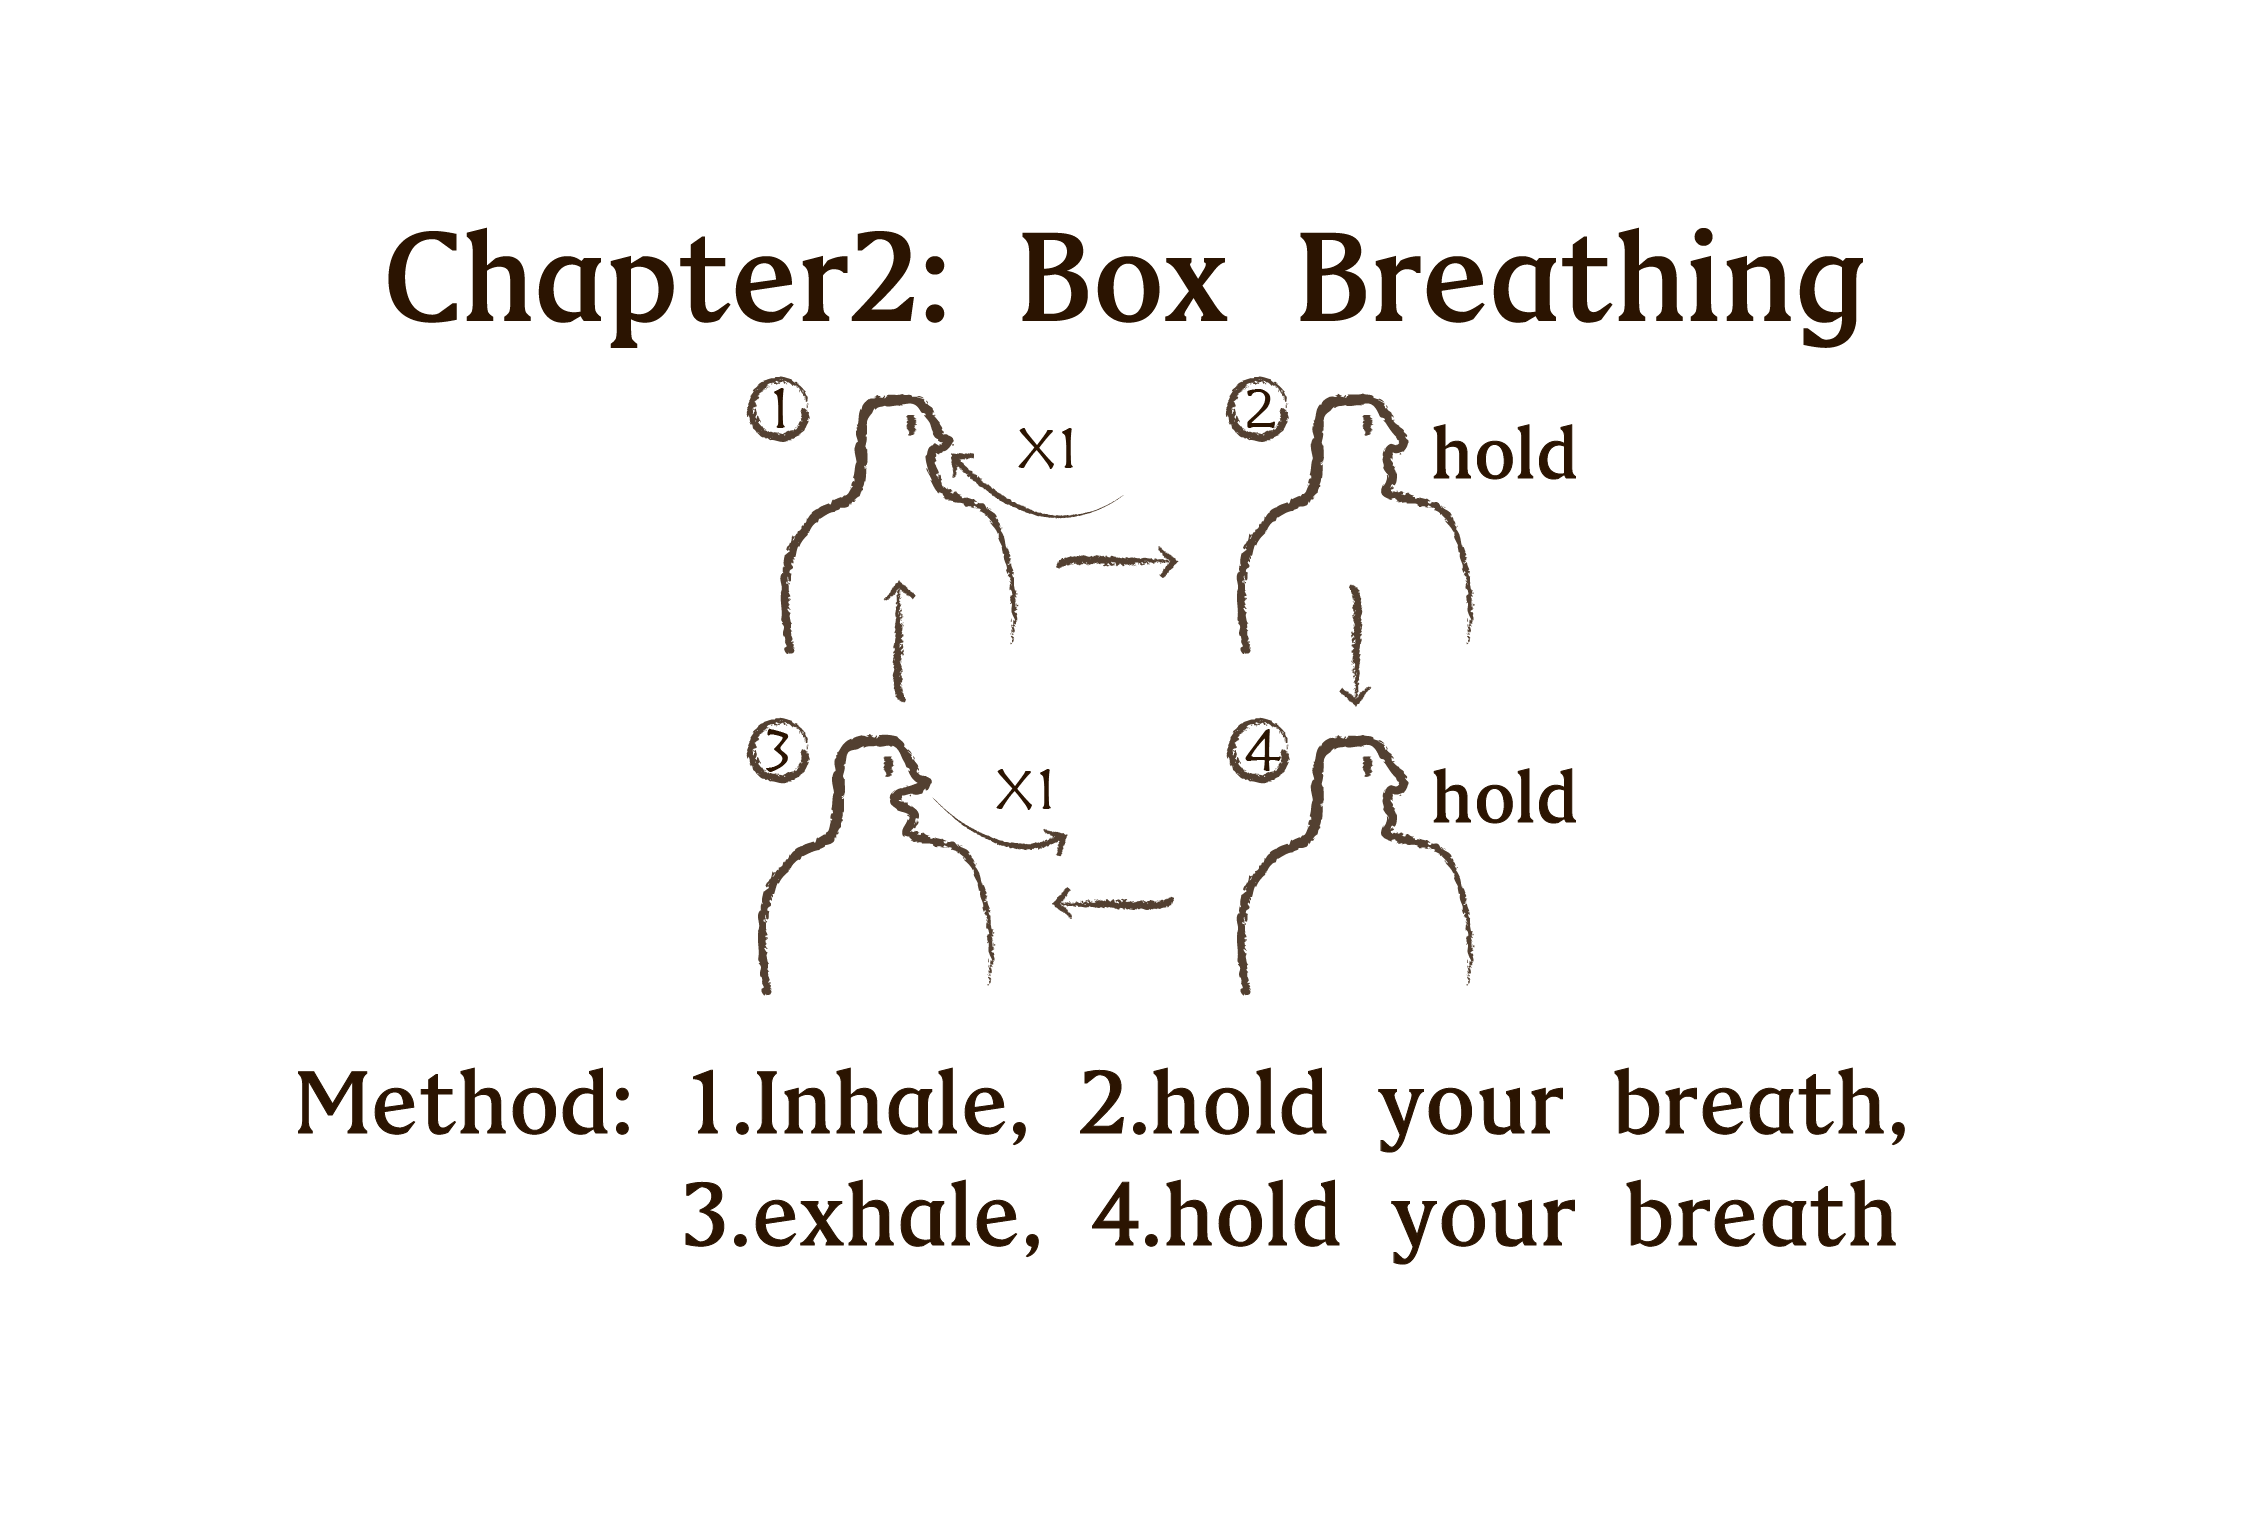 Chapter2: Box Breathing
1
X1
2
hold
3
X1
4
hold
Method: 1.Inhale, 2.hold your breath,
3.exhale, 4.hold your breath